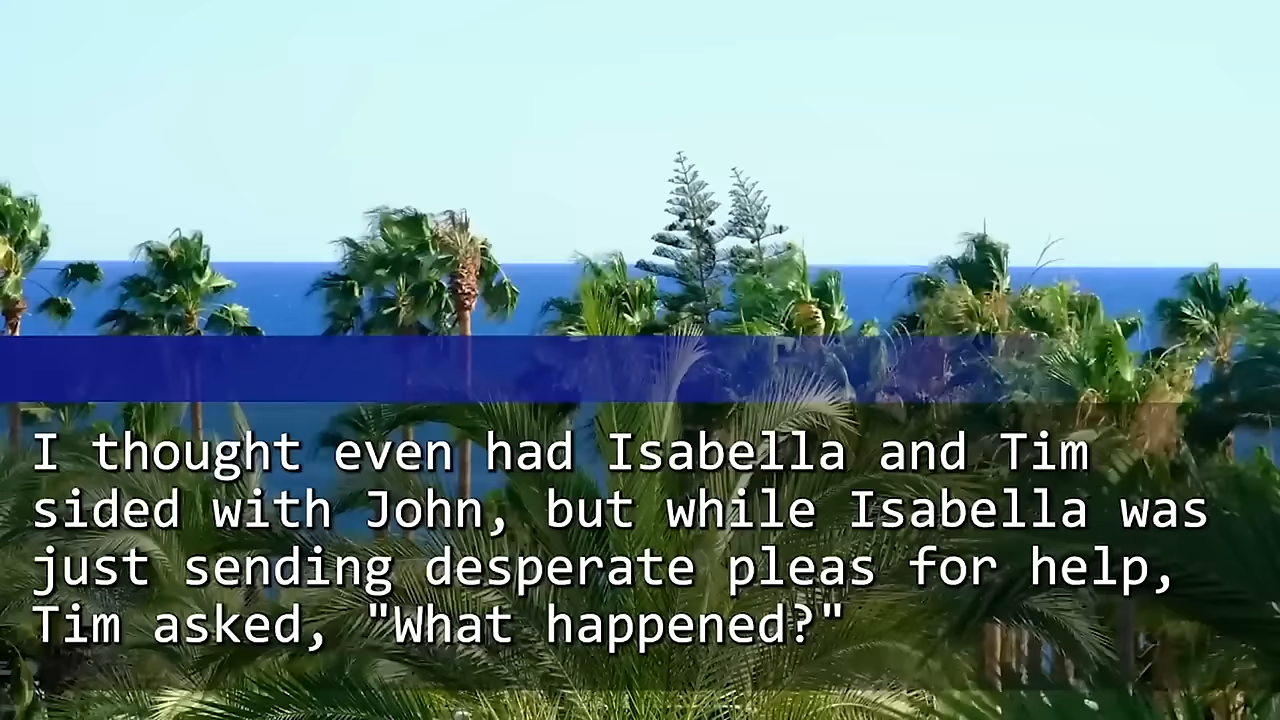 I thought even had Isabella and Tim
sided with John, but while Isabella was
just sending desperate pleas for help,
Tim asked, "What happened?"